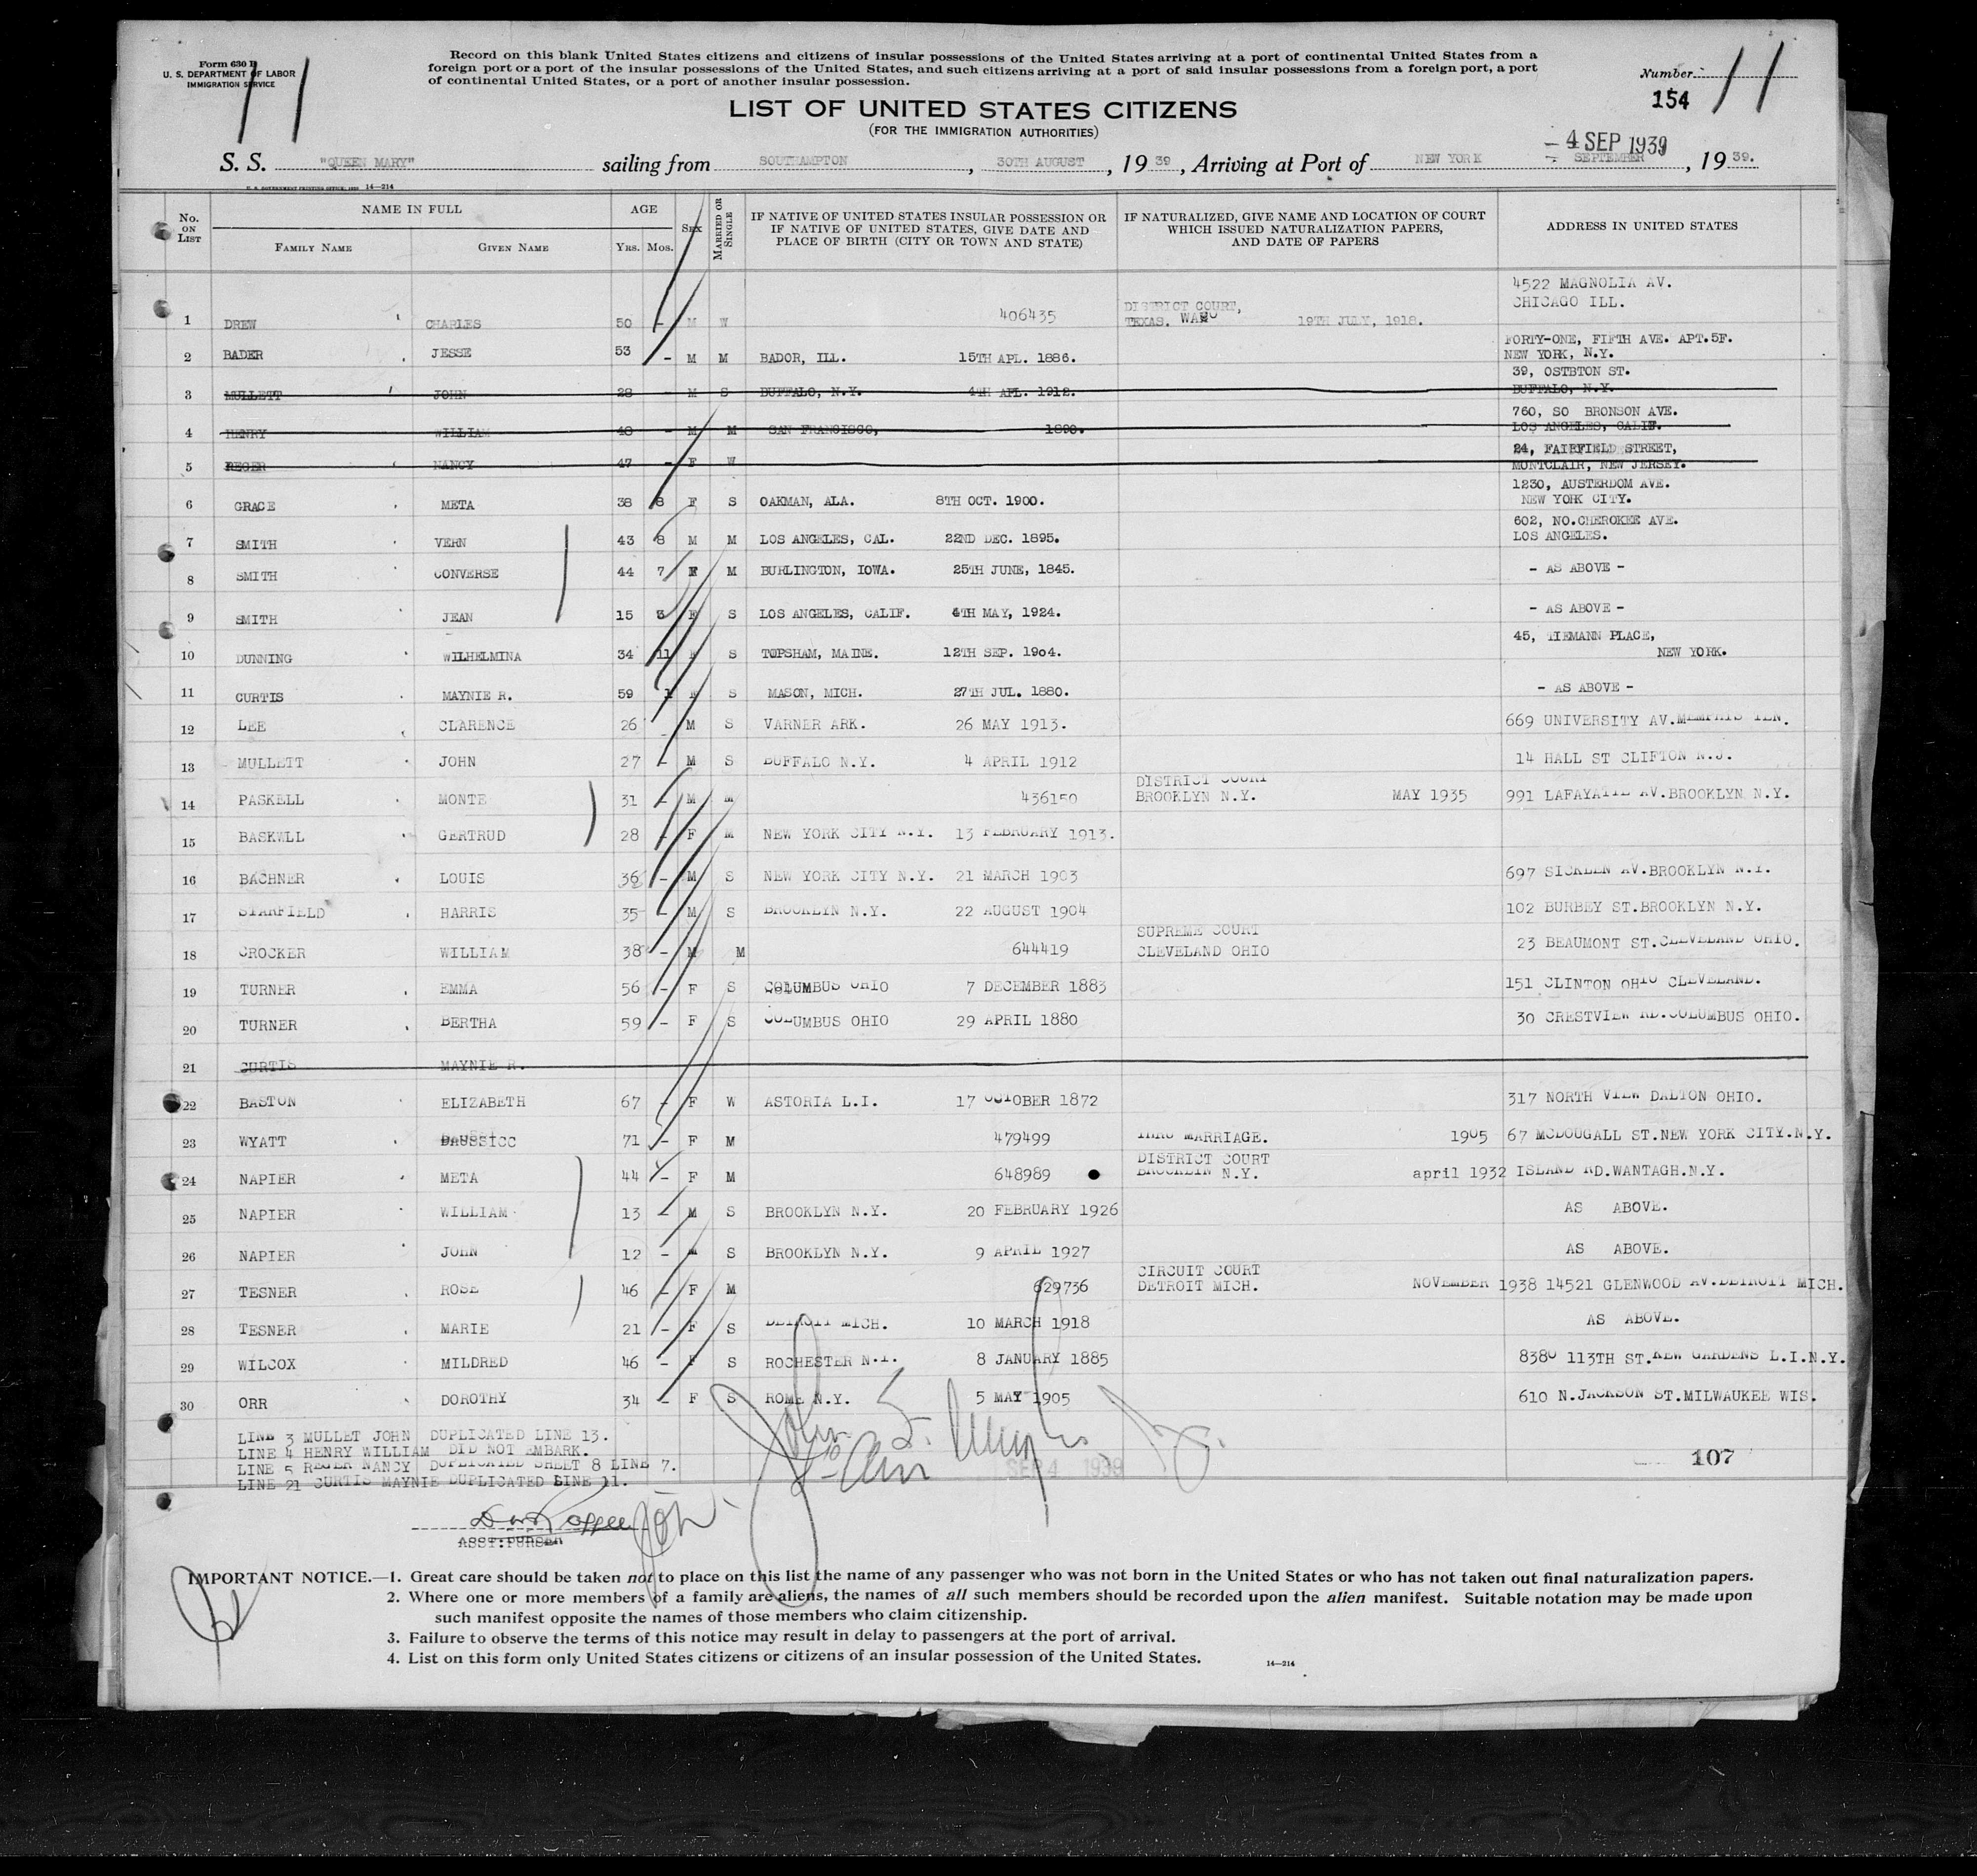 Form 630 D
U. S. DEPARTMENT OF LABOR
IMMIGRATION SERVICE
Record on this blank United States citizens and citizens of insular possessions of the United States arriving at a port of continental United States from a
foreign port or a port of the insular possessions of the United States, and such citizens arriving at a port of said insular possessions from a foreign port, a port
of continental United States, or a port of another insular possession.
Number 11
154
11
LIST OF UNITED STATES CITIZENS
(FOR THE IMMIGRATION AUTHORITIES)
- 4 SEP 1939
S. S. "QUEEN MARY" sailing from SOUTHAMPTON, 30TH AUGUST, 19 39, Arriving at Port of NEW YORK SEPTEMBER, 19 39.
U. S. GOVERNMENT PRINTING OFFICE: 14—214
No. ON LIST
NAME IN FULL
FAMILY NAME GIVEN NAME
AGE
YRS. MOS.
SEX
MARRIED OR SINGLE
IF NATIVE OF UNITED STATES INSULAR POSSESSION OR
IF NATIVE OF UNITED STATES, GIVE DATE AND
PLACE OF BIRTH (CITY OR TOWN AND STATE)
IF NATURALIZED, GIVE NAME AND LOCATION OF COURT
WHICH ISSUED NATURALIZATION PAPERS,
AND DATE OF PAPERS
ADDRESS IN UNITED STATES
4522 MAGNOLIA AV.
CHICAGO ILL.
1 DREW CHARLES 50 - M W 406435 DISTRICT COURT,
TEXAS. WACO 19TH JULY, 1918.
2 BADER JESSE 53 - M M BADOR, ILL. 15TH APL. 1886. FORTY-ONE, FIFTH AVE. APT.5F.
NEW YORK, N.Y.
39, OSTBTON ST.
3 MULLETT JOHN 28 - M S BUFFALO, N.Y. 4TH APL. 1912. BUFFALO, N.Y.
760, SO BRONSON AVE.
4 HENRY WILLIAM 40 - M M SAN FRANCISCO, 1898. LOS ANGELES, CALIF.
24, FAIRFIELD STREET,
5 REGER NANCY 47 - F W MONTCLAIR, NEW JERSEY.
1230, AUSTERDOM AVE.
6 GRACE META 38 8 F S OAKMAN, ALA. 8TH OCT. 1900. NEW YORK CITY.
602, NO.CHEROKEE AVE.
7 SMITH VERN 43 8 M M LOS ANGELES, CAL. 22ND DEC. 1895. LOS ANGELES.
8 SMITH CONVERSE 44 7 F M BURLINGTON, IOWA. 25TH JUNE, 1845. - AS ABOVE -
9 SMITH JEAN 15 3 F S LOS ANGELES, CALIF. 4TH MAY, 1924. - AS ABOVE -
45, TIEMANN PLACE,
10 DUNNING WILHELMINA 34 11 F S TOPSHAM, MAINE. 12TH SEP. 1904. NEW YORK.
11 CURTIS MAYNIE R. 59 1 F S MASON, MICH. 27TH JUL. 1880. - AS ABOVE -
12 LEE CLARENCE 26 - M S VARNER ARK. 26 MAY 1913. 669 UNIVERSITY AV.MEMPHIS TEN.
13 MULLETT JOHN 27 - M S BUFFALO N.Y. 4 APRIL 1912 14 HALL ST CLIFTON N.J.
14 PASKELL MONTE 31 - M M 436150 DISTRICT COURT
BROOKLYN N.Y. MAY 1935 991 LAFAYATTE AV.BROOKLYN N.Y.
15 BASKWLL GERTRUD 28 - F M NEW YORK CITY N.Y. 13 FEBRUARY 1913.
16 BACHNER LOUIS 36 - M S NEW YORK CITY N.Y. 21 MARCH 1903 697 SICKLEN AV.BROOKLYN N.Y.
17 STARFIELD HARRIS 35 - M S BROOKLYN N.Y. 22 AUGUST 1904 102 BURBEY ST.BROOKLYN N.Y.
18 CROCKER WILLIAM 38 - M M 644419 SUPREME COURT
CLEVELAND OHIO 23 BEAUMONT ST.CLEVELAND OHIO.
19 TURNER EMMA 56 - F S COLUMBUS OHIO 7 DECEMBER 1883 151 CLINTON OHIO CLEVELAND.
20 TURNER BERTHA 59 - F S COLUMBUS OHIO 29 APRIL 1880 30 CRESTVIEW RD.COLUMBUS OHIO.
21 CURTIS MAYNIE R.
22 BASTON ELIZABETH 67 - F W ASTORIA L.I. 17 OCTOBER 1872 317 NORTH VIEW DALTON OHIO.
23 WYATT 71 - F M 479499 THRO MARRIAGE. 1905 67 MCDOUGALL ST.NEW YORK CITY.N.Y.
24 NAPIER META 44 - F M 648989 DISTRICT COURT
BROOKLIN N.Y. april 1932 ISLAND RD.WANTAGH.N.Y.
25 NAPIER WILLIAM 13 - M S BROOKLYN N.Y. 20 FEBRUARY 1926 AS ABOVE.
26 NAPIER JOHN 12 - M S BROOKLYN N.Y. 9 APRIL 1927 AS ABOVE.
27 TESNER ROSE 46 - F M 629736 CIRCUIT COURT
DETROIT MICH. NOVEMBER 1938 14521 GLENWOOD AV.DETROIT MICH.
28 TESNER MARIE 21 - F S DETROIT MICH. 10 MARCH 1918 AS ABOVE.
29 WILCOX MILDRED 46 - F S ROCHESTER N.Y. 8 JANUARY 1885 8380 113TH ST.KEW GARDENS L.I.N.Y.
30 ORR DOROTHY 34 - F S ROME N.Y. 5 MAY 1905 610 N.JACKSON ST.MILWAUKEE WIS.
LINE 3 MULLET JOHN DUPLICATED LINE 13.
LINE 4 HENRY WILLIAM DID NOT EMBARK.
LINE 5 REGER NANCY DUPLICATED SHEET 8 LINE 7.
LINE 21 CURTIS MAYNIE DUPLICATED LINE 11.
107
SEP 4 1939
ASST: PURSER
IMPORTANT NOTICE.—1. Great care should be taken not to place on this list the name of any passenger who was not born in the United States or who has not taken out final naturalization papers.
2. Where one or more members of a family are aliens, the names of all such members should be recorded upon the alien manifest. Suitable notation may be made upon
such manifest opposite the names of those members who claim citizenship.
3. Failure to observe the terms of this notice may result in delay to passengers at the port of arrival.
4. List on this form only United States citizens or citizens of an insular possession of the United States.
14—214